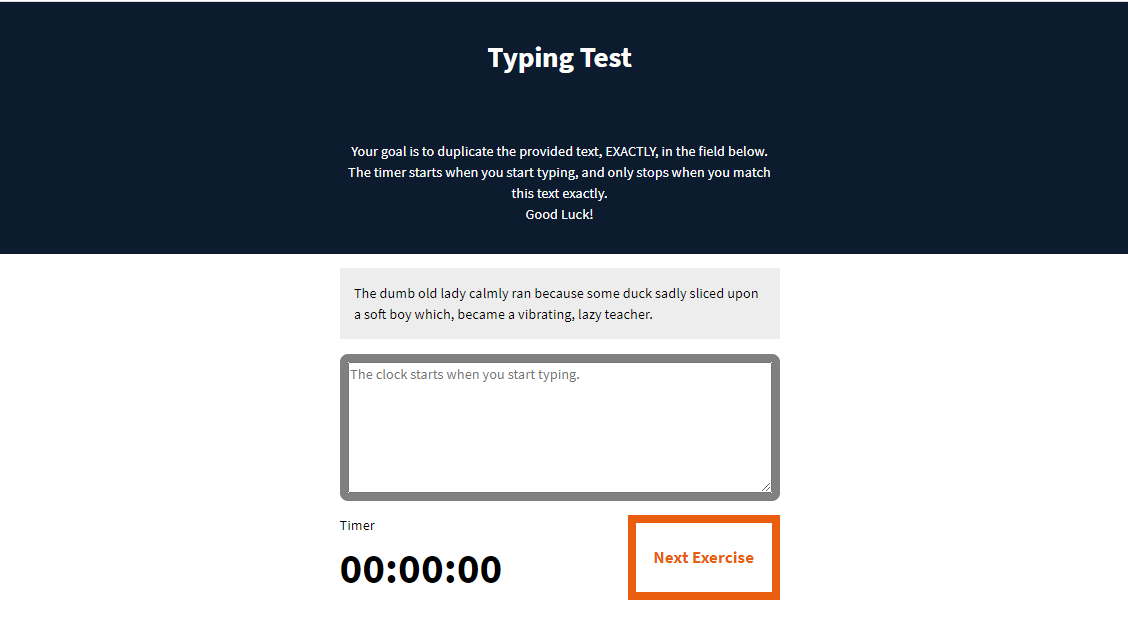 Typing Test
Your goal is to duplicate the provided text, EXACTLY, in the field below.
The timer starts when you start typing, and only stops when you match
this text exactly.
Good Luck!
The dumb old lady calmly ran because some duck sadly sliced upon
a soft boy which, became a vibrating, lazy teacher.
The clock starts when you start typing.
Timer
00:00:00
Next Exercise